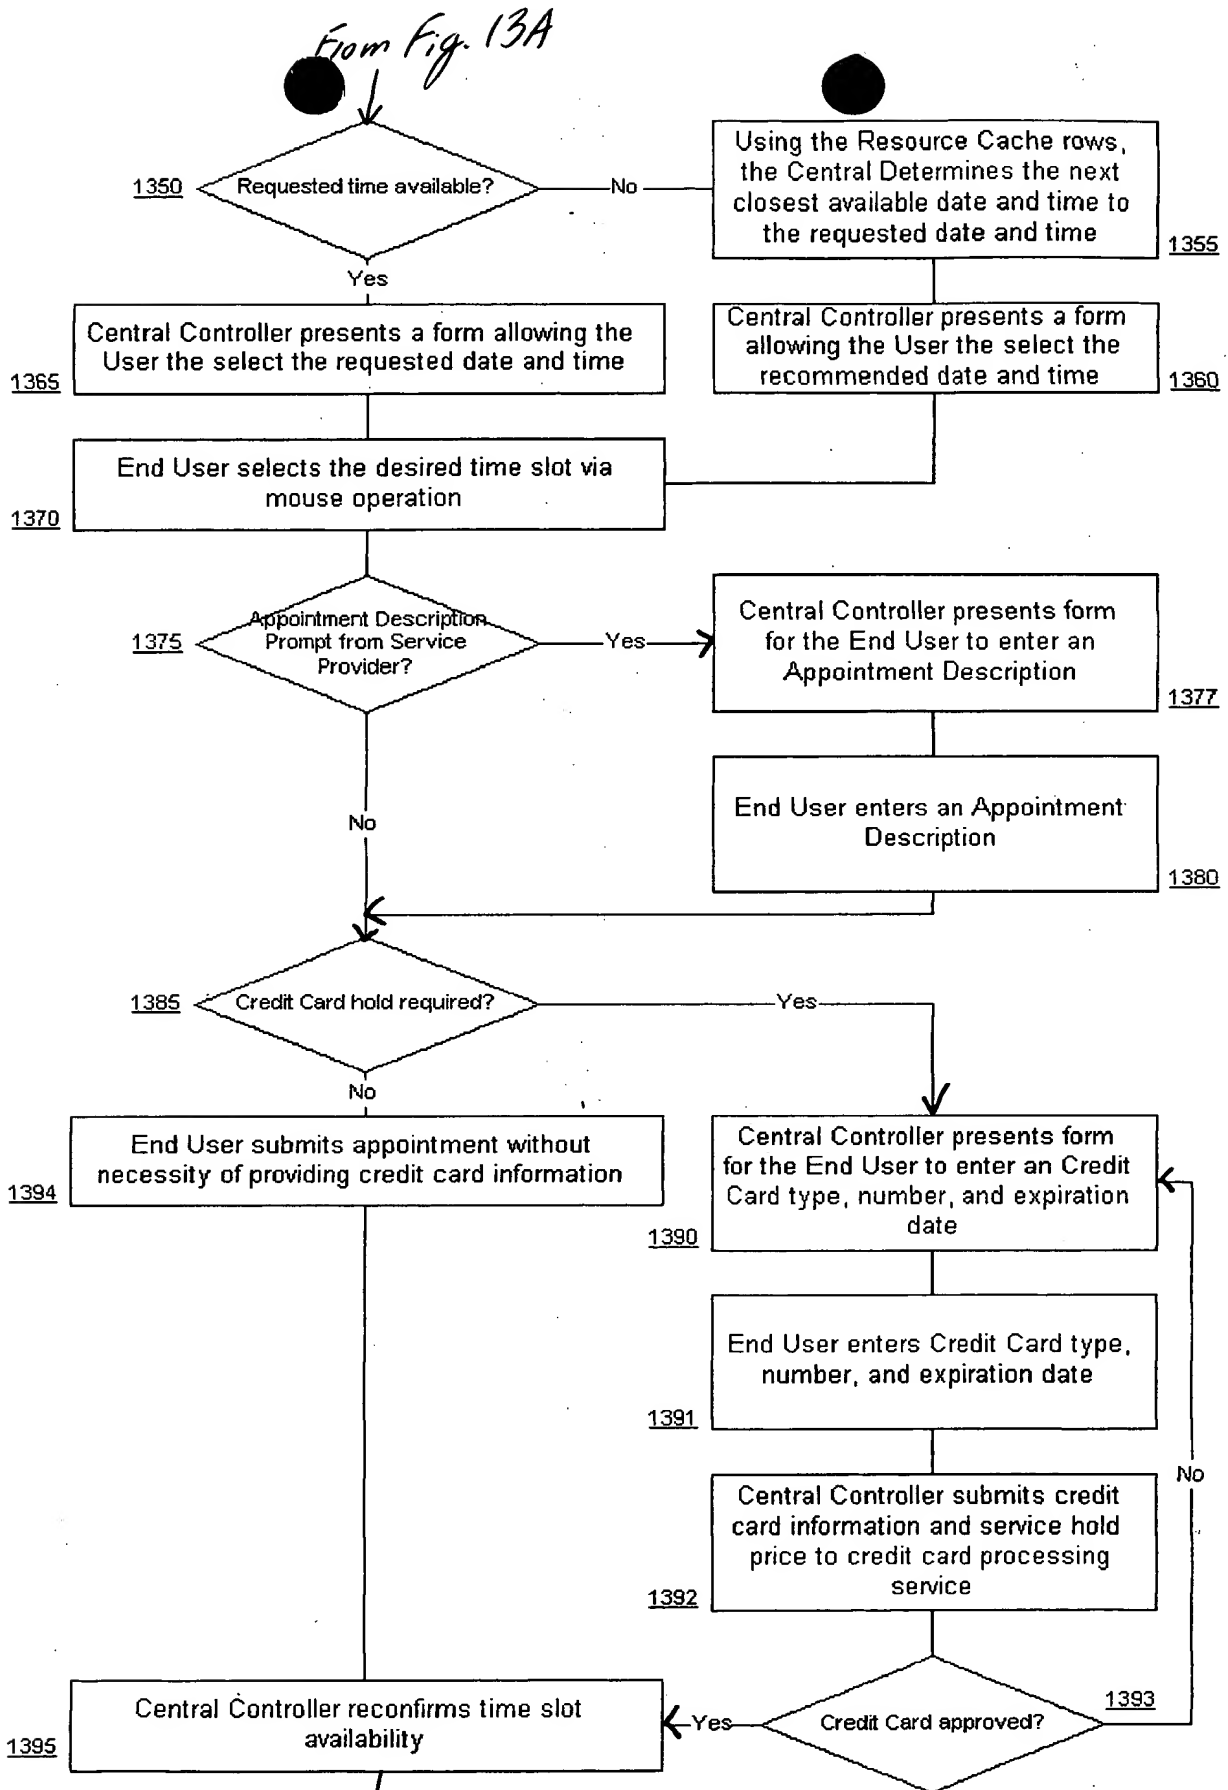 From Fig. 13A
1350
Requested time available?
No
Using the Resource Cache rows,
the Central Determines the next
closest available date and time to
the requested date and time
1355
Yes
Central Controller presents a form allowing the
User the select the requested date and time
1365
Central Controller presents a form
allowing the User the select the
recommended date and time
1360
End User selects the desired time slot via
mouse operation
1370
1375
Appointment Description
Prompt from Service
Provider?
Yes
Central Controller presents form
for the End User to enter an
Appointment Description
1377
No
End User enters an Appointment
Description
1380
1385
Credit Card hold required?
Yes
No
End User submits appointment without
necessity of providing credit card information
1394
Central Controller presents form
for the End User to enter an Credit
Card type, number, and expiration
date
1390
End User enters Credit Card type,
number, and expiration date
1391
No
Central Controller submits credit
card information and service hold
price to credit card processing
service
1392
Central Controller reconfirms time slot
availability
1395
Yes
Credit Card approved?
1393